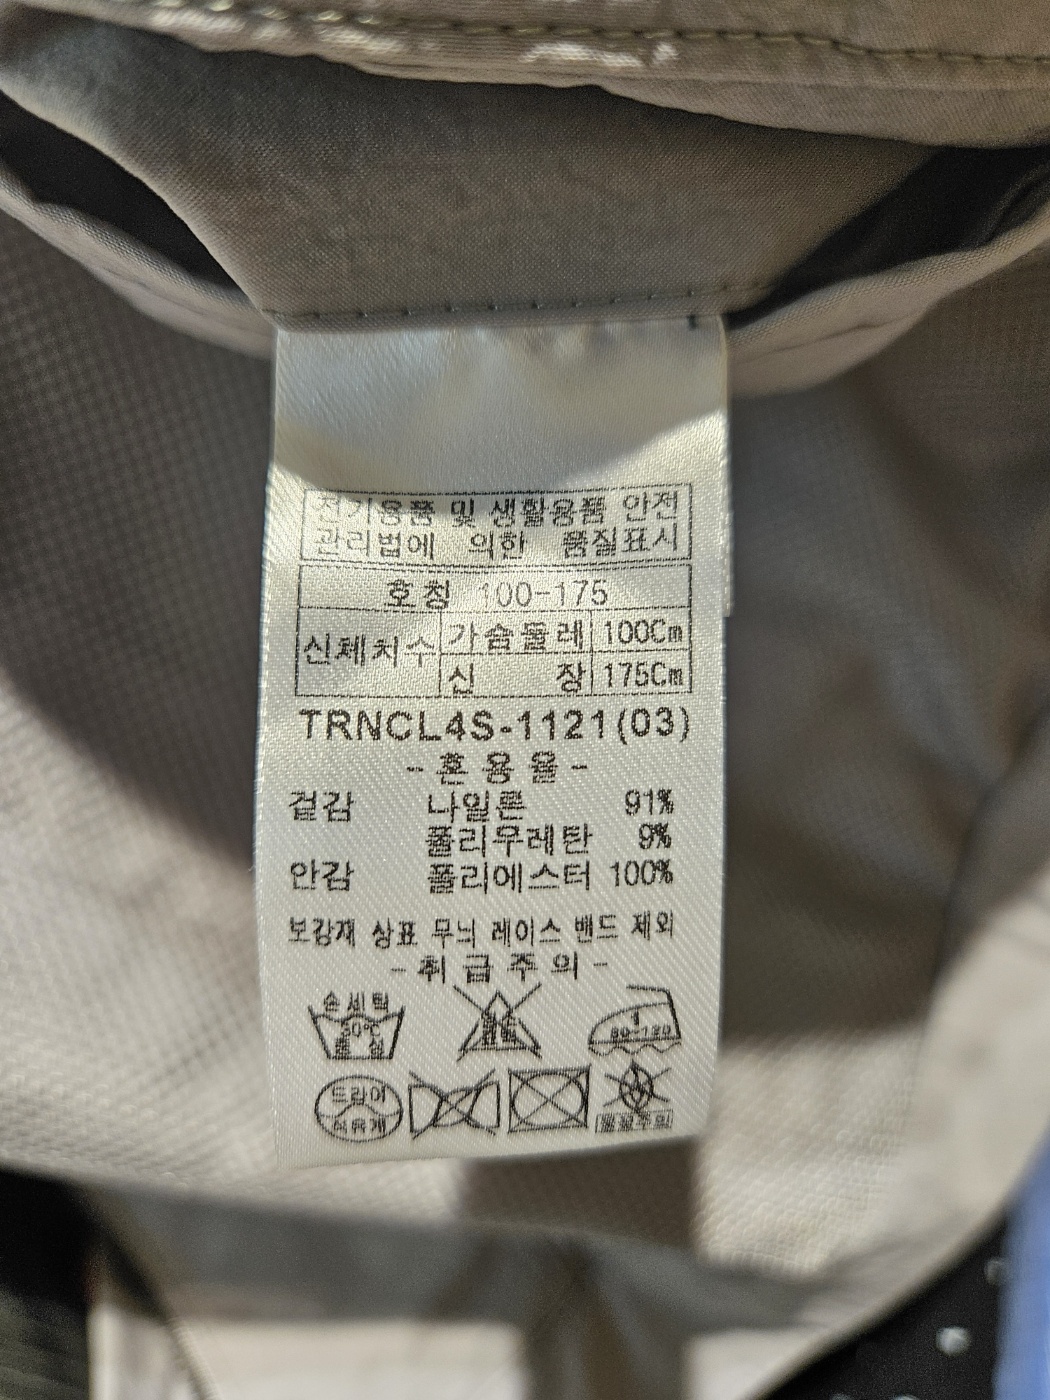 전기용품 및 생활용품 안전
관리법에 의한 품질표시
호칭 100-175
신체치수 가슴둘레 100Cm
신 장 175Cm
TRNCL4S-1121(03)
-혼용율-
겉감 나일론 91%
폴리우레탄 9%
안감 폴리에스터 100%
보강재 상표 무늬 레이스 밴드 제외
-취급주의-
손세탁
30℃
중 성
1
80-120
드라이
석유계